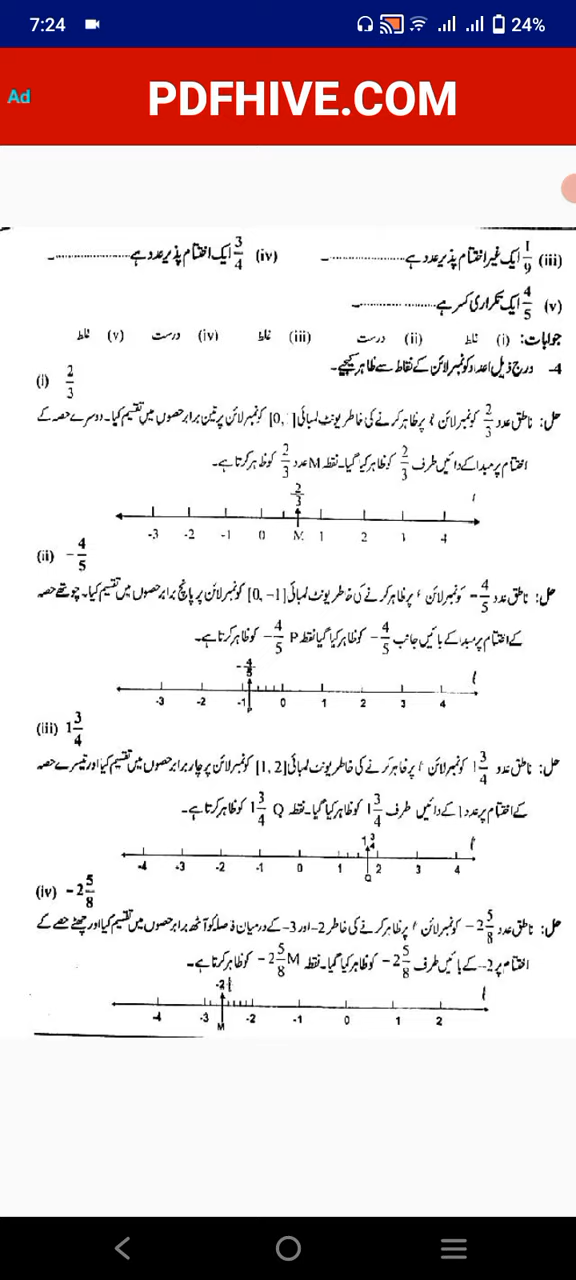 7:24 24%
Ad PDFHIVE.COM
(iii) 1/9 ایک غیر اختتام پذیر عدد ہے ................... (iv) 3/4 ایک اختتام پذیر عدد ہے ...................
(v) 4/5 ایک تکراری کسر ہے ...................
جوابات: (i) غلط (ii) درست (iii) غلط (iv) درست (v) غلط
4- درج ذیل اعداد کو نمبر لائن کے نقاط سے ظاہر کیجیے۔
(i) 2/3
حل: ناطق عدد 2/3 کو نمبر لائن پر ظاہر کرنے کی خاطر یونٹ لمبائی [0, ] کو نمبر لائن پر تین برابر حصوں میں تقسیم کیا۔ دوسرے حصہ کے
اختتام پر مبدا کے دائیں طرف 2/3 کو ظاہر کیا گیا۔ نقطہ M عدد 2/3 کو ظاہر کرتا ہے۔
2/3
-3 -2 -1 0 M 1 2 3 4
(ii) -4/5
حل: ناطق عدد -4/5 کو نمبر لائن ℓ پر ظاہر کرنے کی خاطر یونٹ لمبائی [0, -1] کو نمبر لائن پر پانچ برابر حصوں میں تقسیم کیا۔ چوتھے حصہ
کے اختتام پر مبدا کے بائیں جانب -4/5 کو ظاہر کیا گیا نقطہ P -4/5 کو ظاہر کرتا ہے۔
-4/5 ℓ
-3 -2 -1 P 0 1 2 3 4
(iii) 1 3/4
حل: ناطق عدد 1 3/4 کو نمبر لائن ℓ پر ظاہر کرنے کی خاطر یونٹ لمبائی [1, 2] کو نمبر لائن پر چار برابر حصوں میں تقسیم کیا اور تیسرے حصہ
کے اختتام پر عدد 1 کے دائیں طرف 1 3/4 کو ظاہر کیا گیا۔ نقطہ Q 1 3/4 کو ظاہر کرتا ہے۔
1 3/4 ℓ
-4 -3 -2 -1 0 1 Q 2 3 4
(iv) -2 5/8
حل: ناطق عدد -2 5/8 کو نمبر لائن ℓ پر ظاہر کرنے کی خاطر -2 اور -3 کے درمیان فاصلہ کو آٹھ برابر حصوں میں تقسیم کیا اور چھٹے حصے کے
اختتام پر -2 کے بائیں طرف -2 5/8 کو ظاہر کیا گیا۔ نقطہ M -2 5/8 کو ظاہر کرتا ہے۔
ℓ
-4 -3 M -2 -1 0 1 2